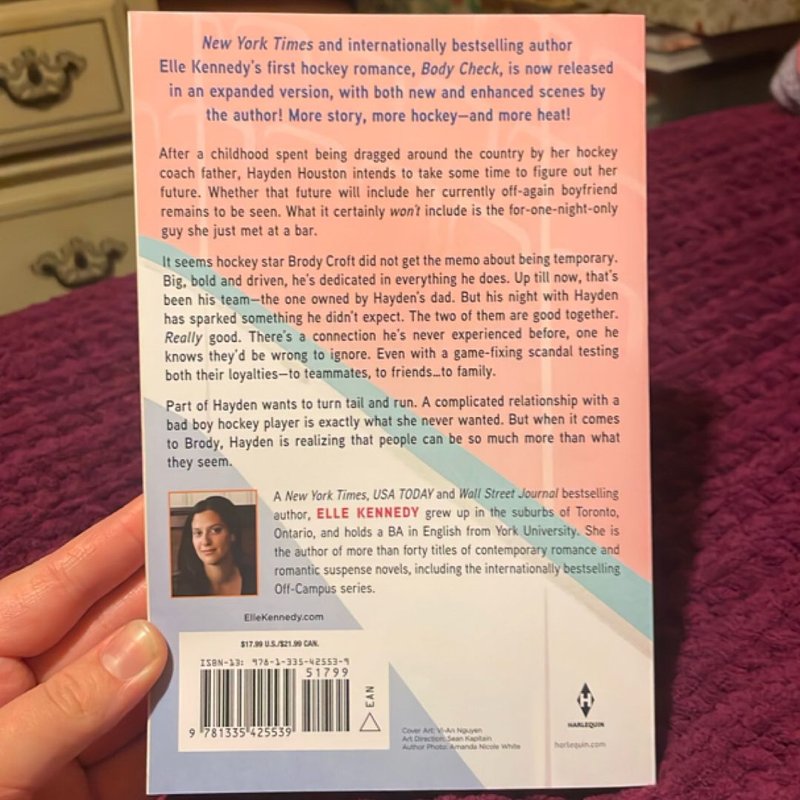 New York Times and internationally bestselling author
Elle Kennedy's first hockey romance, Body Check, is now released
in an expanded version, with both new and enhanced scenes by
the author! More story, more hockey—and more heat!
After a childhood spent being dragged around the country by her hockey
coach father, Hayden Houston intends to take some time to figure out her
future. Whether that future will include her currently off-again boyfriend
remains to be seen. What it certainly won't include is the for-one-night-only
guy she just met at a bar.
It seems hockey star Brody Croft did not get the memo about being temporary.
Big, bold and driven, he's dedicated in everything he does. Up till now, that's
been his team—the one owned by Hayden's dad. But his night with Hayden
has sparked something he didn't expect. The two of them are good together.
Really good. There's a connection he's never experienced before, one he
knows they'd be wrong to ignore. Even with a game-fixing scandal testing
both their loyalties—to teammates, to friends...to family.
Part of Hayden wants to turn tail and run. A complicated relationship with a
bad boy hockey player is exactly what she never wanted. But when it comes
to Brody, Hayden is realizing that people can be so much more than what
they seem.
A New York Times, USA TODAY and Wall Street Journal bestselling
author, ELLE KENNEDY grew up in the suburbs of Toronto,
Ontario, and holds a BA in English from York University. She is
the author of more than forty titles of contemporary romance and
romantic suspense novels, including the internationally bestselling
Off-Campus series.
ElleKennedy.com
$17.99 U.S./$21.99 CAN.
ISBN-13: 978-1-335-42553-9
51799
9 781335 425539
EAN
Cover Art: Vi-An Nguyen
Art Direction: Sean Kapitain
Author Photo: Amanda Nicole White
H
HARLEQUIN
harlequin.com